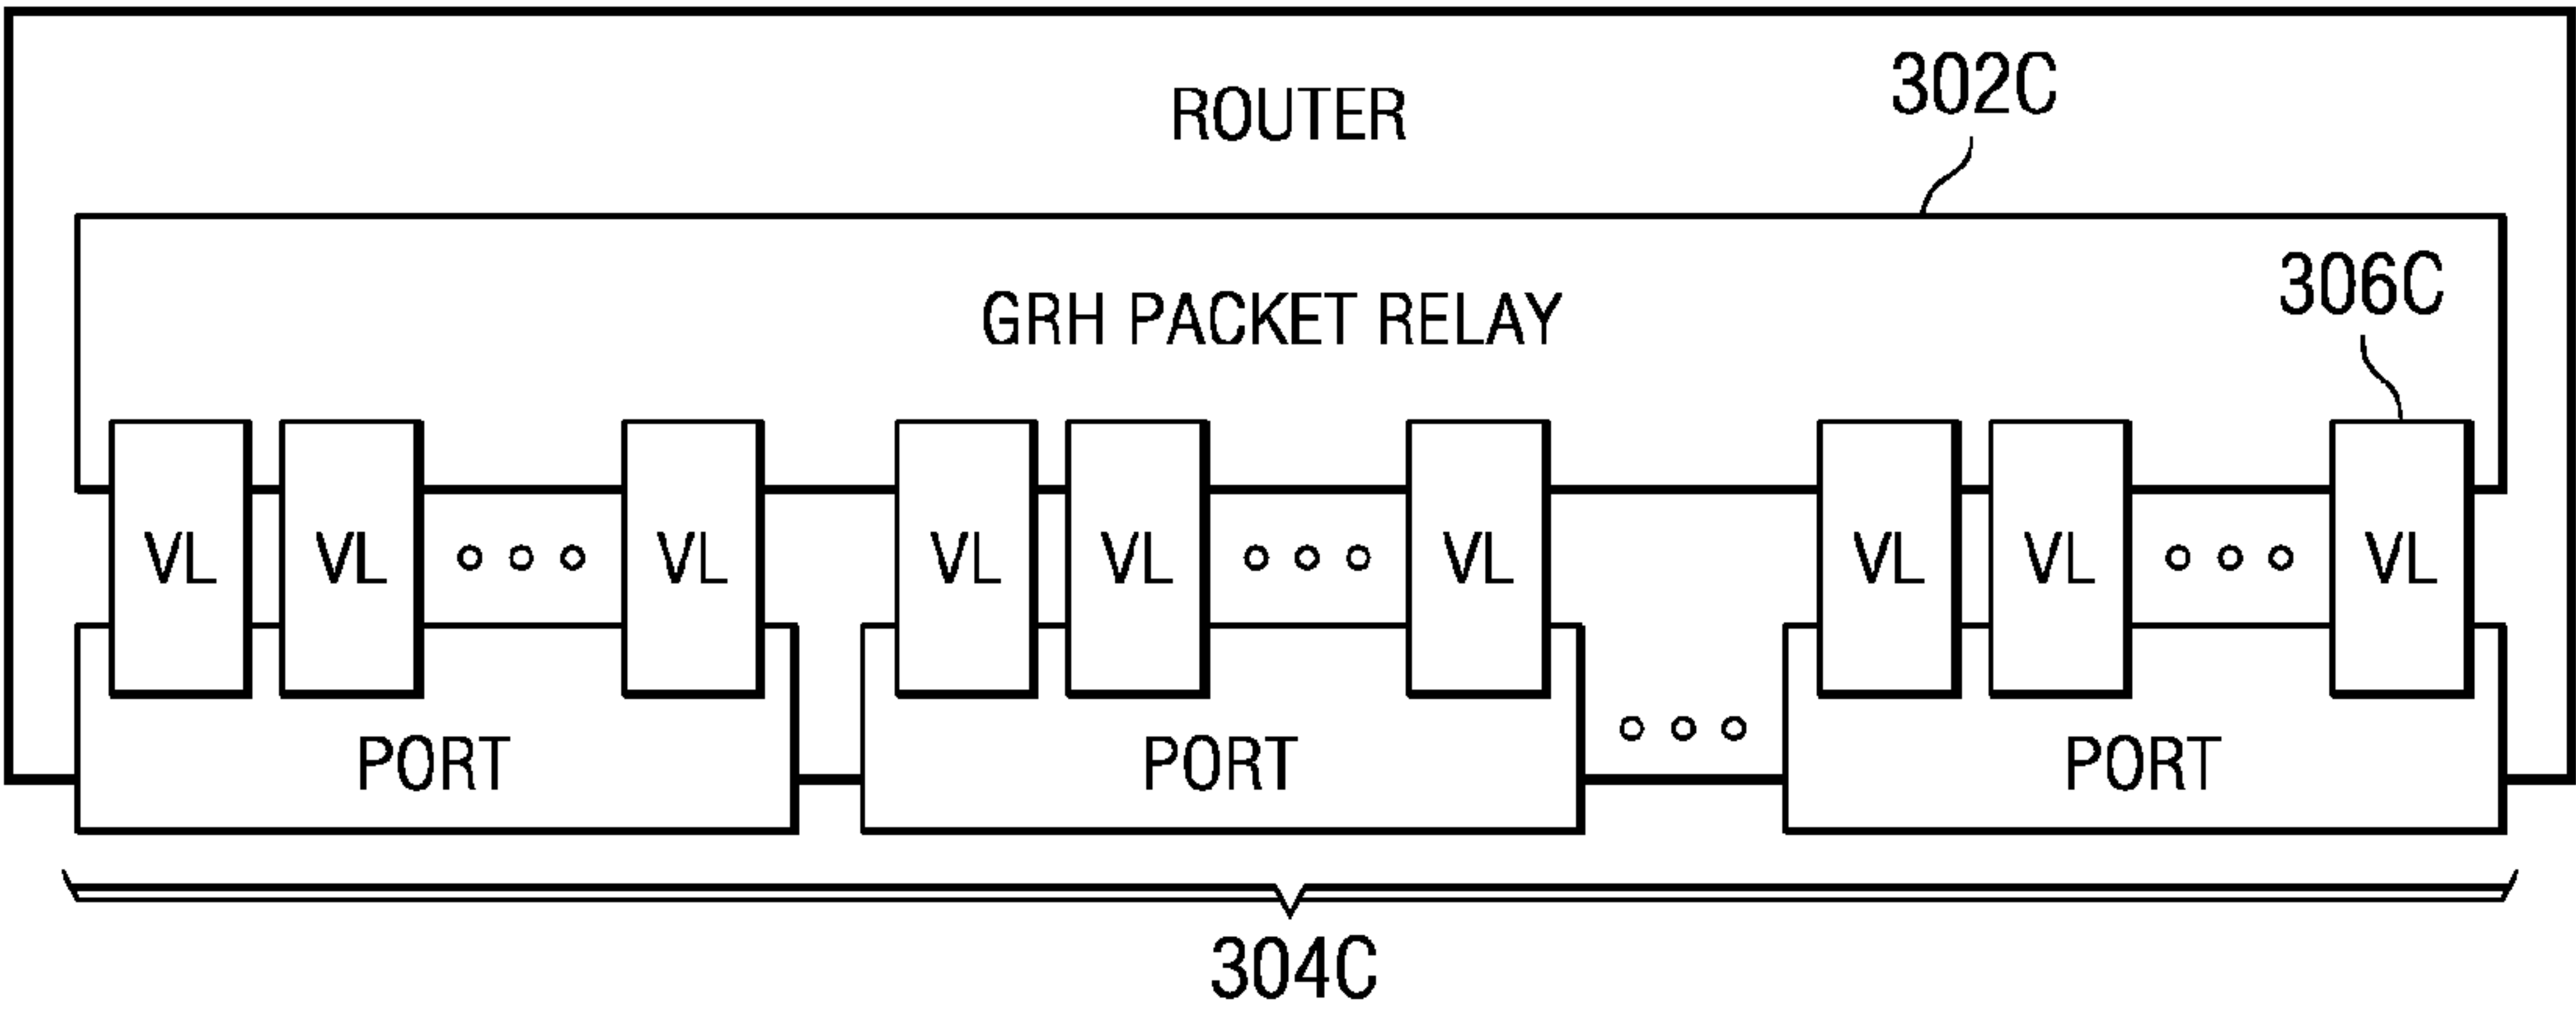 ROUTER
302C
GRH PACKET RELAY
306C
VL VL VL VL VL VL VL VL VL
PORT PORT PORT
304C